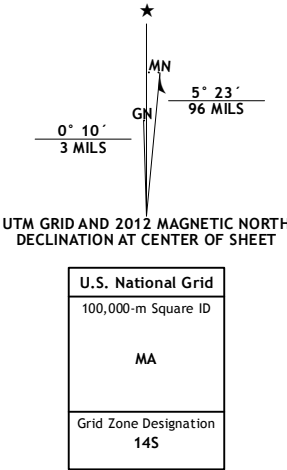 ★
MN
GN
5° 23´
96 MILS
0° 10´
3 MILS
UTM GRID AND 2012 MAGNETIC NORTH
DECLINATION AT CENTER OF SHEET
U.S. National Grid
100,000-m Square ID
MA
Grid Zone Designation
14S